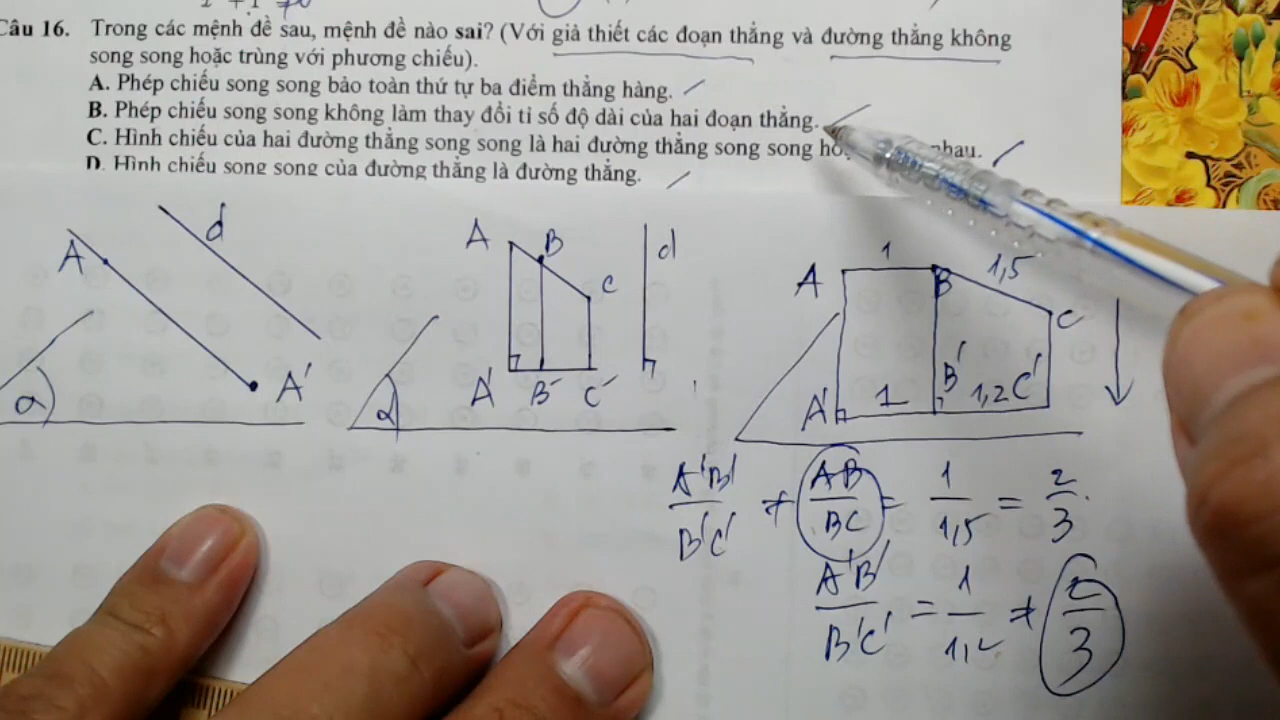 Câu 16. Trong các mệnh đề sau, mệnh đề nào sai? (Với giả thiết các đoạn thẳng và đường thẳng không
song song hoặc trùng với phương chiếu).
A. Phép chiếu song song bảo toàn thứ tự ba điểm thẳng hàng.
B. Phép chiếu song song không làm thay đổi tỉ số độ dài của hai đoạn thẳng.
C. Hình chiếu của hai đường thẳng song song là hai đường thẳng song song nhau.
D. Hình chiếu song song của đường thẳng là đường thẳng.
A d A' α
A B C d A' B' C' α
A 1 B 1,5 C
A' 1 B' 1,2 C'
A'B'/B'C' ≠ AB/BC = 1/1,5 = 2/3.
A'B'/B'C' = 1/1,2 ≠ 2/3